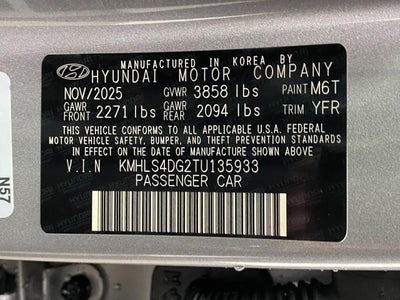 MANUFACTURED IN KOREA BY
HYUNDAI MOTOR COMPANY
NOV/2025 GVWR 3858 lbs PAINT M6T
GAWR FRONT 2271 lbs GAWR REAR 2094 lbs TRIM YFR
THIS VEHICLE CONFORMS TO ALL APPLICABLE U.S.A. FEDERAL
MOTOR VEHICLE SAFETY, BUMPER, AND THEFT PREVENTION STANDARDS
IN EFFECT ON THE DATE OF MANUFACTURE SHOWN ABOVE.
V.I.N KMHLS4DG2TU135933
PASSENGER CAR
N57